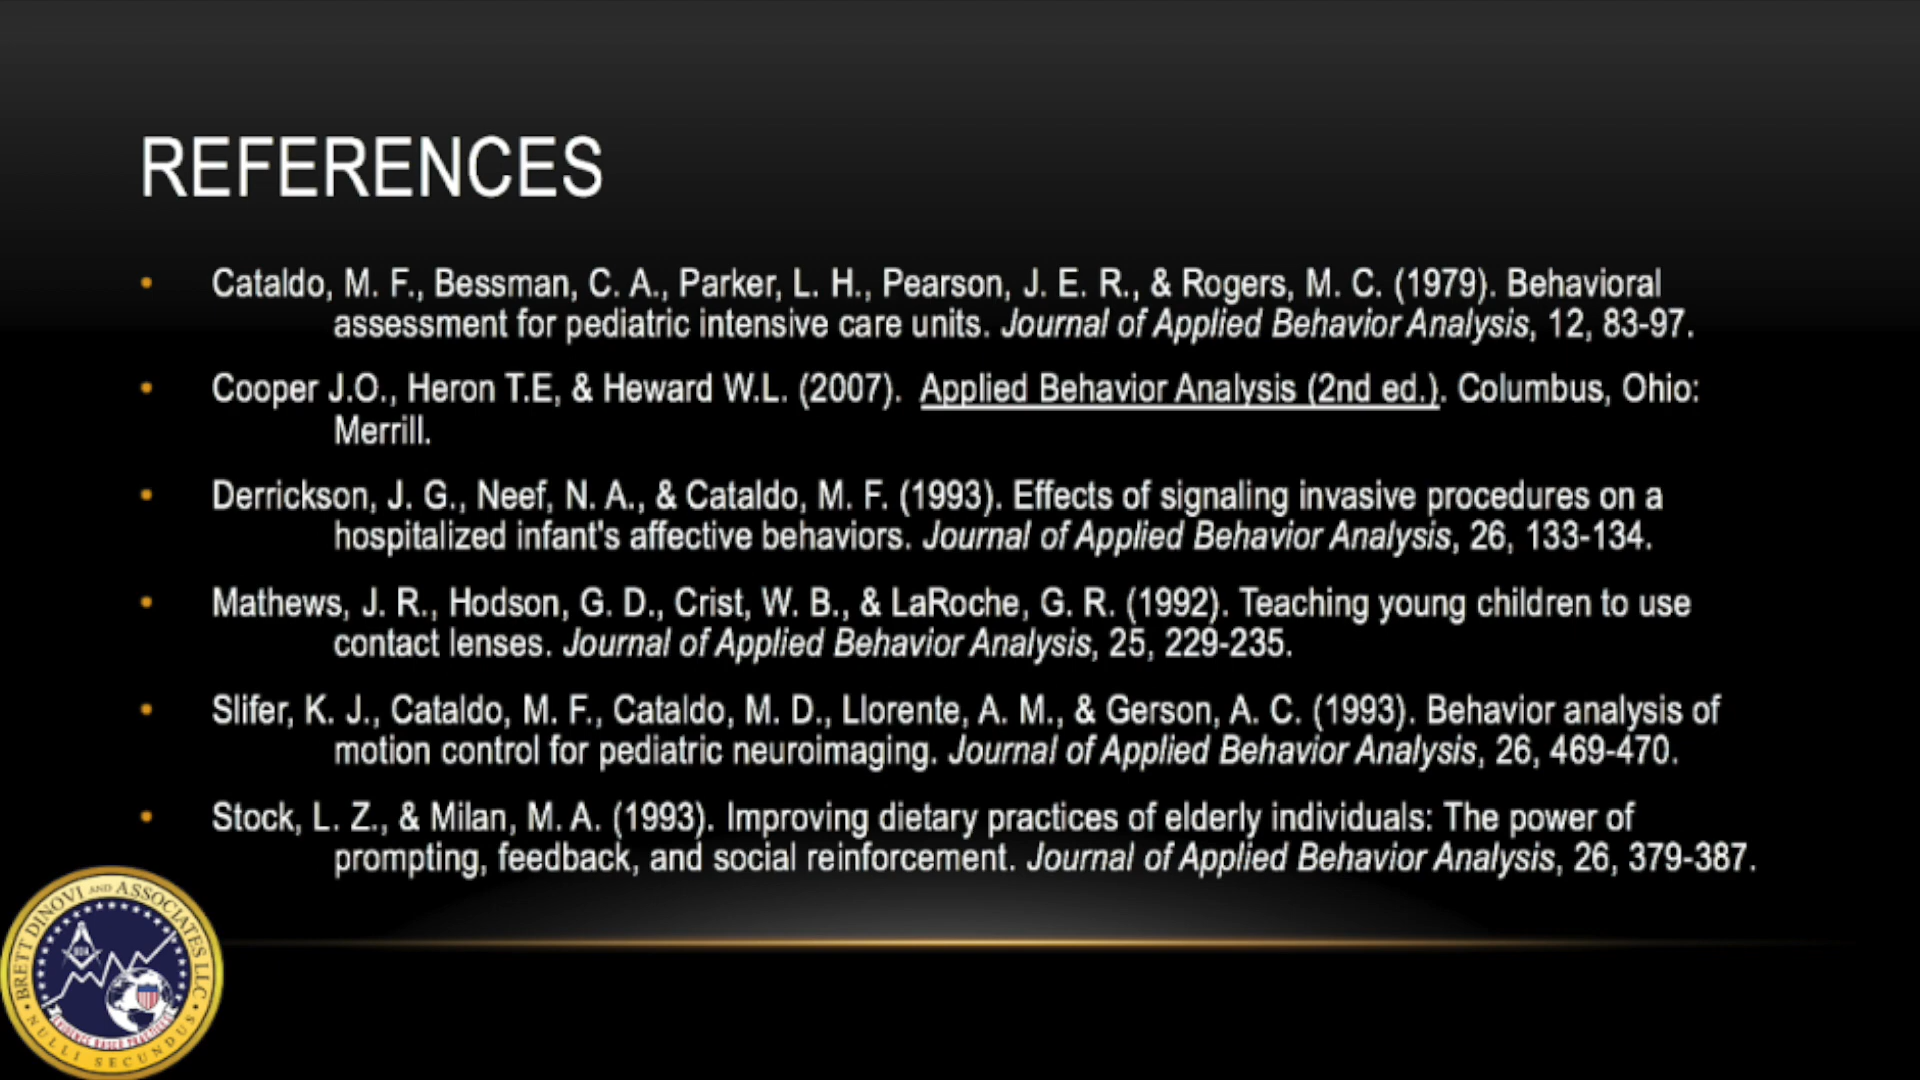 REFERENCES
• Cataldo, M. F., Bessman, C. A., Parker, L. H., Pearson, J. E. R., & Rogers, M. C. (1979). Behavioral
assessment for pediatric intensive care units. Journal of Applied Behavior Analysis, 12, 83-97.
• Cooper J.O., Heron T.E, & Heward W.L. (2007). Applied Behavior Analysis (2nd ed.). Columbus, Ohio:
Merrill.
• Derrickson, J. G., Neef, N. A., & Cataldo, M. F. (1993). Effects of signaling invasive procedures on a
hospitalized infant's affective behaviors. Journal of Applied Behavior Analysis, 26, 133-134.
• Mathews, J. R., Hodson, G. D., Crist, W. B., & LaRoche, G. R. (1992). Teaching young children to use
contact lenses. Journal of Applied Behavior Analysis, 25, 229-235.
• Slifer, K. J., Cataldo, M. F., Cataldo, M. D., Llorente, A. M., & Gerson, A. C. (1993). Behavior analysis of
motion control for pediatric neuroimaging. Journal of Applied Behavior Analysis, 26, 469-470.
• Stock, L. Z., & Milan, M. A. (1993). Improving dietary practices of elderly individuals: The power of
prompting, feedback, and social reinforcement. Journal of Applied Behavior Analysis, 26, 379-387.
BRETT DINOVI AND ASSOCIATES LLC
EVIDENCE BASED PRACTICES
NULLI SECUNDUS